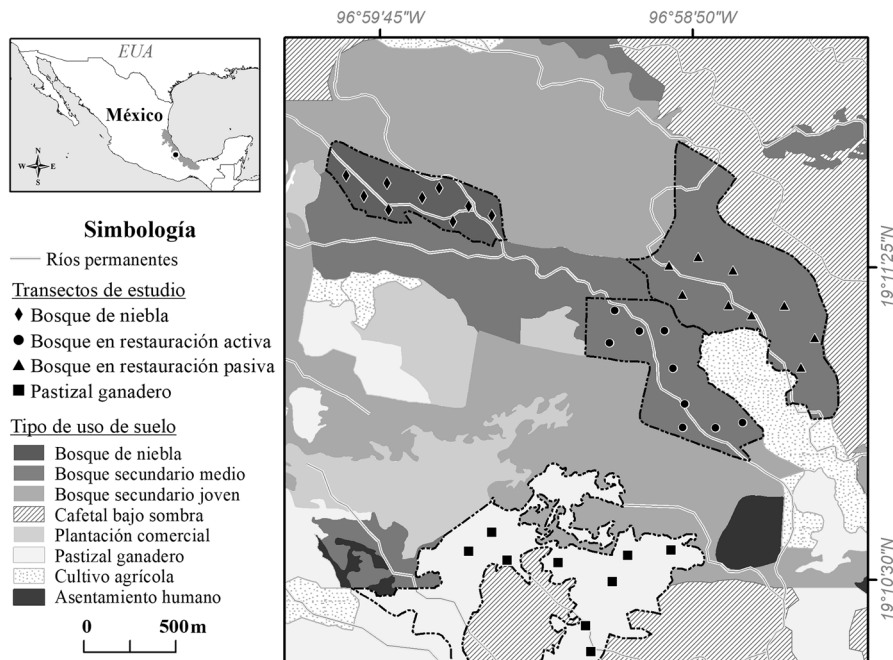 96°59'45"W
96°58'50"W
EUA
México
N
W E
S
Simbología
Ríos permanentes
Transectos de estudio
Bosque de niebla
Bosque en restauración activa
Bosque en restauración pasiva
Pastizal ganadero
Tipo de uso de suelo
Bosque de niebla
Bosque secundario medio
Bosque secundario joven
Cafetal bajo sombra
Plantación comercial
Pastizal ganadero
Cultivo agrícola
Asentamiento humano
0 500 m
19°11'25"N
19°10'30"N